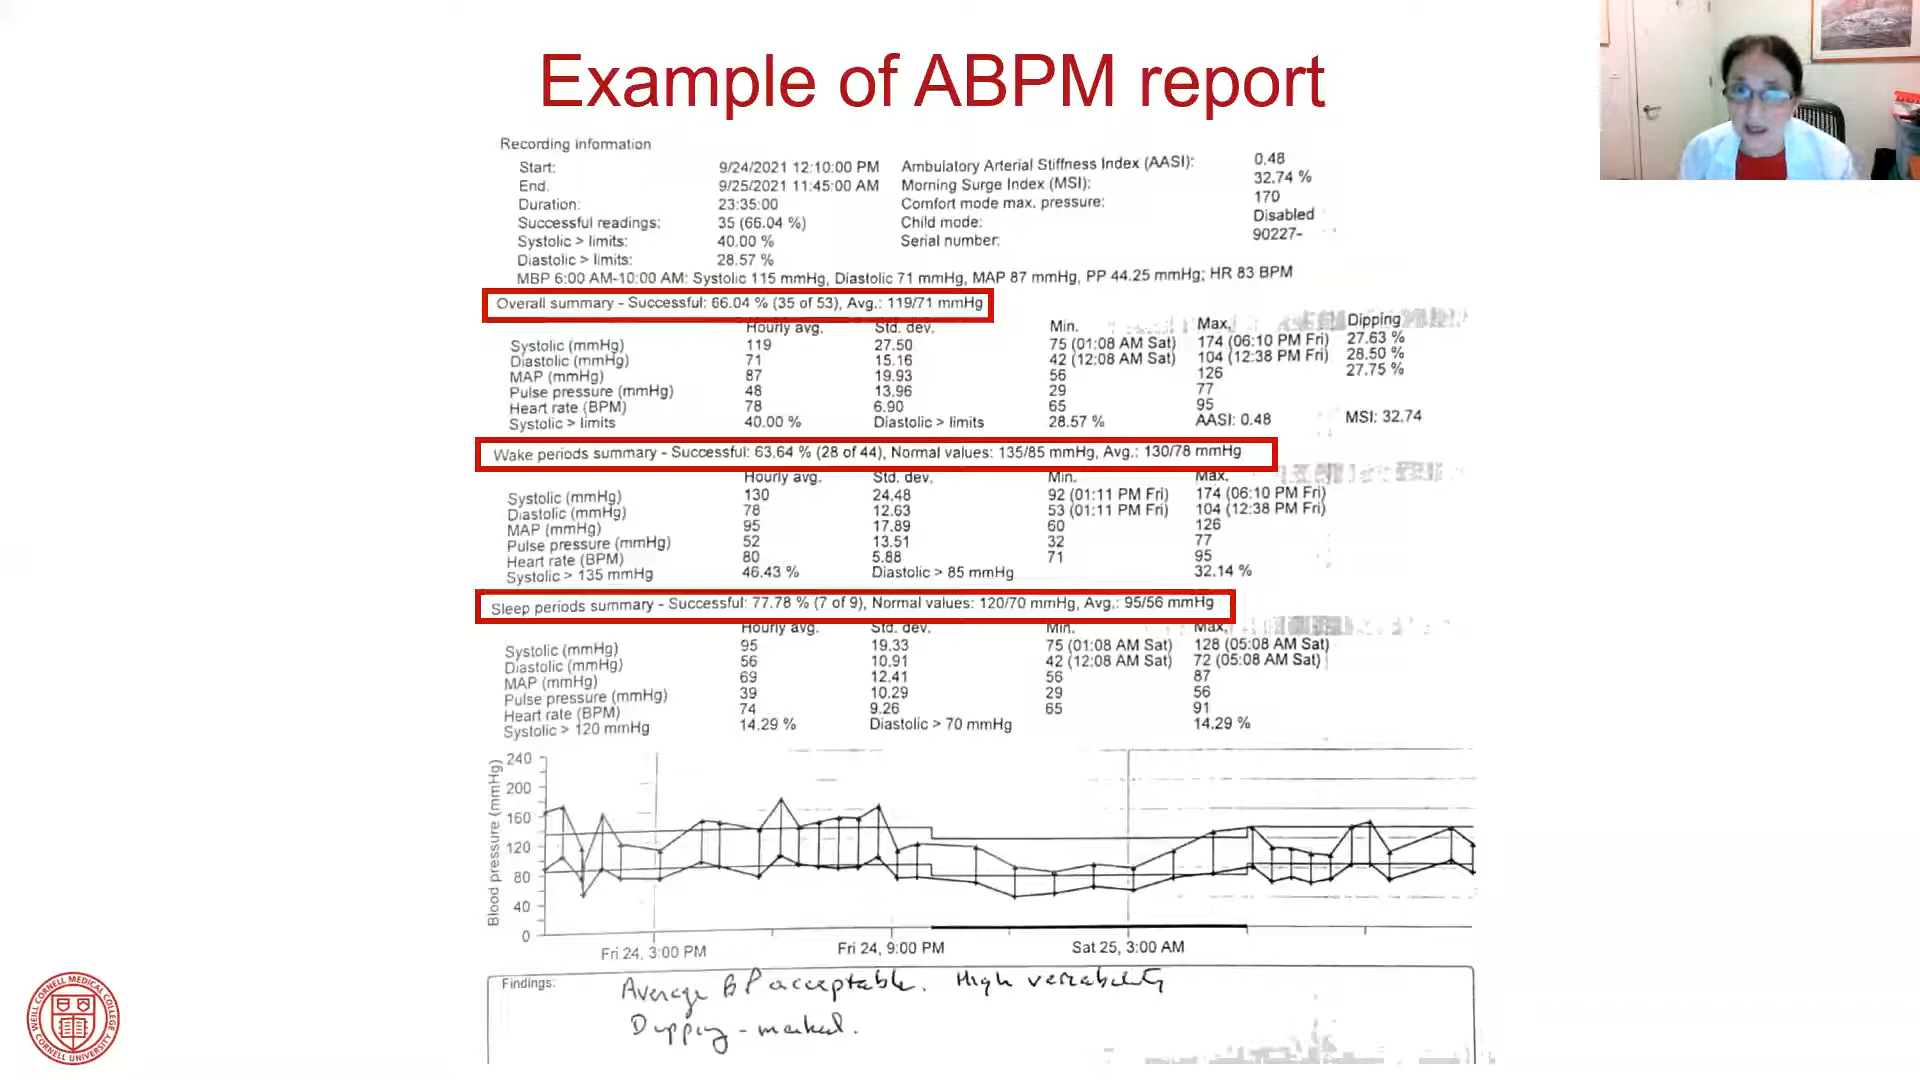 Example of ABPM report
Recording information
Start: 9/24/2021 12:10:00 PM Ambulatory Arterial Stiffness Index (AASI): 0.48
End. 9/25/2021 11:45:00 AM Morning Surge Index (MSI): 32.74 %
Duration: 23:35:00 Comfort mode max. pressure: 170
Successful readings: 35 (66.04 %) Child mode: Disabled
Systolic > limits: 40.00 % Serial number: 90227-
Diastolic > limits: 28.57 %
MBP 6:00 AM-10:00 AM: Systolic 115 mmHg, Diastolic 71 mmHg, MAP 87 mmHg, PP 44.25 mmHg; HR 83 BPM
Overall summary - Successful: 66.04 % (35 of 53), Avg.: 119/71 mmHg
Hourly avg. Std. dev. Min. Max. Dipping
Systolic (mmHg) 119 27.50 75 (01:08 AM Sat) 174 (06:10 PM Fri) 27.63 %
Diastolic (mmHg) 71 15.16 42 (12:08 AM Sat) 104 (12:38 PM Fri) 28.50 %
MAP (mmHg) 87 19.93 56 126 27.75 %
Pulse pressure (mmHg) 48 13.96 29 77
Heart rate (BPM) 78 6.90 65 95
Systolic > limits 40.00 % Diastolic > limits 28.57 % AASI: 0.48 MSI: 32.74
Wake periods summary - Successful: 63.64 % (28 of 44), Normal values: 135/85 mmHg, Avg.: 130/78 mmHg
Hourly avg. Std. dev. Min. Max.
Systolic (mmHg) 130 24.48 92 (01:11 PM Fri) 174 (06:10 PM Fri)
Diastolic (mmHg) 78 12.63 53 (01:11 PM Fri) 104 (12:38 PM Fri)
MAP (mmHg) 95 17.89 60 126
Pulse pressure (mmHg) 52 13.51 32 77
Heart rate (BPM) 80 5.88 71 95
Systolic > 135 mmHg 46.43 % Diastolic > 85 mmHg 32.14 %
Sleep periods summary - Successful: 77.78 % (7 of 9), Normal values: 120/70 mmHg, Avg.: 95/56 mmHg
Hourly avg. Std. dev. Min. Max.
Systolic (mmHg) 95 19.33 75 (01:08 AM Sat) 128 (05:08 AM Sat)
Diastolic (mmHg) 56 10.91 42 (12:08 AM Sat) 72 (05:08 AM Sat)
MAP (mmHg) 69 12.41 56 87
Pulse pressure (mmHg) 39 10.29 29 56
Heart rate (BPM) 74 9.26 65 91
Systolic > 120 mmHg 14.29 % Diastolic > 70 mmHg 14.29 %
Blood pressure (mmHg)
240
200
160
120
80
40
0
Fri 24, 3:00 PM Fri 24, 9:00 PM Sat 25, 3:00 AM
Findings: Average BP acceptable. High variability
Dipping - marked.
WEILL CORNELL MEDICAL COLLEGE
CORNELL UNIVERSITY